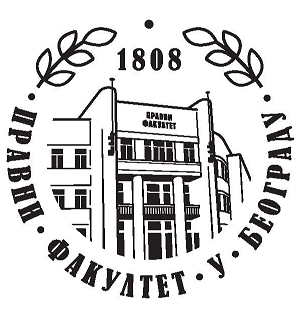 1808
ПРАВНИ
ФАКУЛТЕТ
ПРАВНИ · ФАКУЛТЕТ · У · БЕОГРАДУ